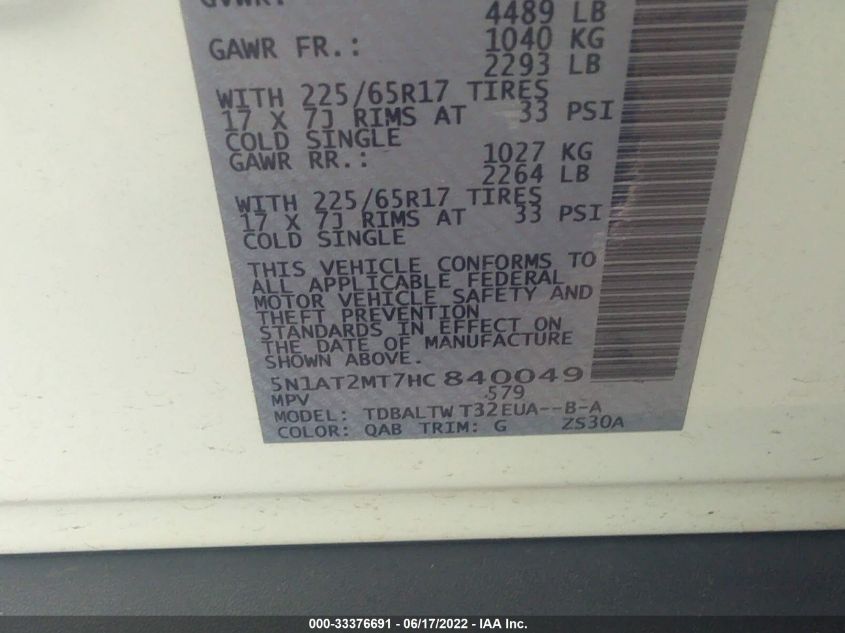 GVWR:
4489 LB
GAWR FR.: 1040 KG
2293 LB
WITH 225/65R17 TIRES
17 X 7J RIMS AT 33 PSI
COLD SINGLE
GAWR RR.: 1027 KG
2264 LB
WITH 225/65R17 TIRES
17 X 7J RIMS AT 33 PSI
COLD SINGLE
THIS VEHICLE CONFORMS TO
ALL APPLICABLE FEDERAL
MOTOR VEHICLE SAFETY AND
THEFT PREVENTION
STANDARDS IN EFFECT ON
THE DATE OF MANUFACTURE
SHOWN ABOVE.
5N1AT2MT7HC 840049
MPV 579
MODEL: TDBALTW T32EUA--B-A
COLOR: QAB TRIM: G ZS30A
000-33376691 - 06/17/2022 - IAA Inc.